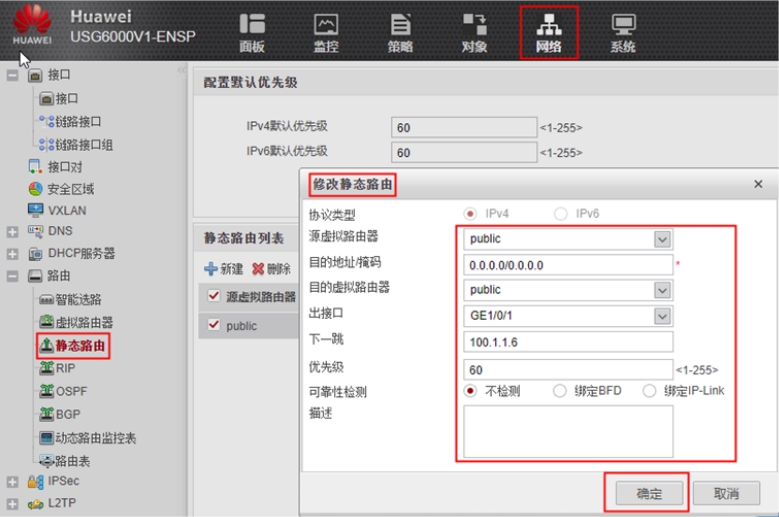 HUAWEI
Huawei
USG6000V1-ENSP
面板
监控
策略
对象
网络
系统
接口
接口
链路接口
链路接口组
接口对
安全区域
VXLAN
DNS
DHCP服务器
路由
智能选路
虚拟路由器
静态路由
RIP
OSPF
BGP
动态路由监控表
路由表
IPSec
L2TP
配置默认优先级
IPv4默认优先级 60 <1-255>
IPv6默认优先级 60 <1-255>
静态路由列表
新建 删除
源虚拟路由器
public
修改静态路由
协议类型 IPv4 IPv6
源虚拟路由器 public
目的地址/掩码 0.0.0.0/0.0.0.0 *
目的虚拟路由器 public
出接口 GE1/0/1
下一跳 100.1.1.6
优先级 60 <1-255>
可靠性检测 不检测 绑定BFD 绑定IP-Link
描述
确定 取消